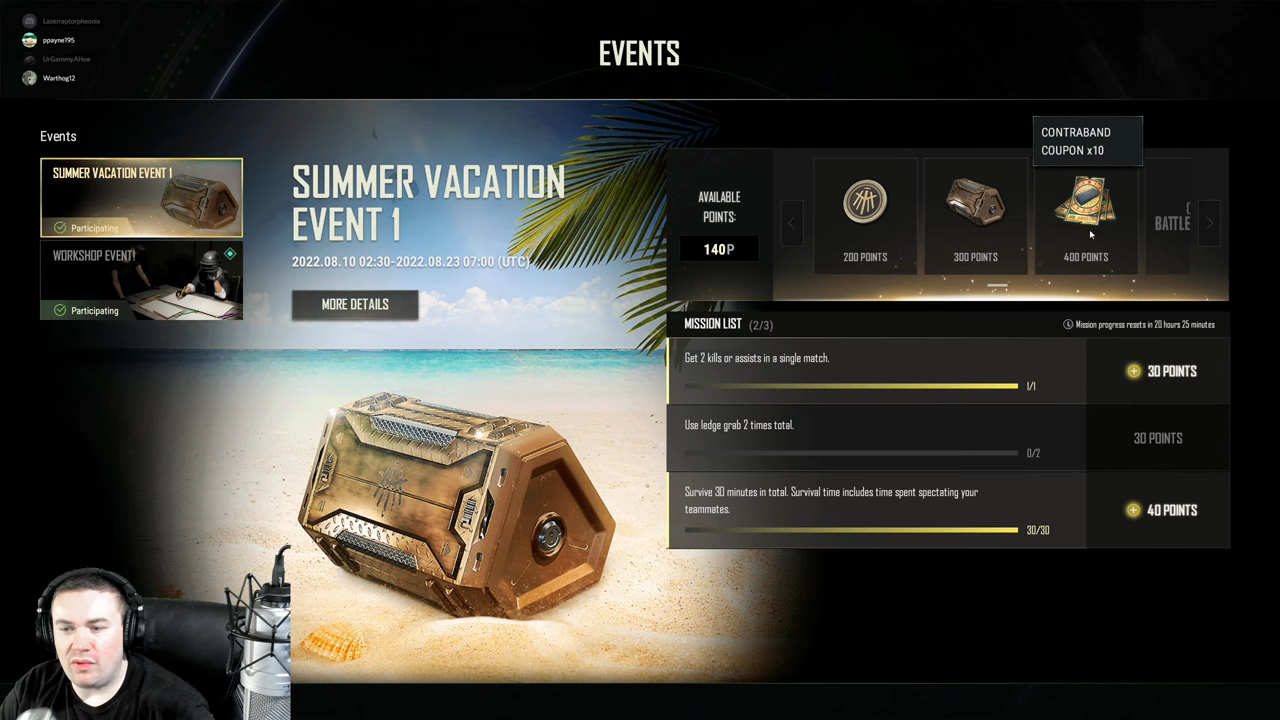 Lazerraptorpheonis
ppayne195
UrGammyAHoe
Warthog12
EVENTS
Events
SUMMER VACATION EVENT 1
Participating
WORKSHOP EVENT!
Participating
SUMMER VACATION
EVENT 1
2022.08.10 02:30-2022.08.23 07:00 (UTC)
MORE DETAILS
CONTRABAND
COUPON x10
AVAILABLE
POINTS:
140P
200 POINTS
300 POINTS
400 POINTS
BATTLE
MISSION LIST (2/3)
Mission progress resets in 20 hours 25 minutes
Get 2 kills or assists in a single match.
1/1
30 POINTS
Use ledge grab 2 times total.
0/2
30 POINTS
Survive 30 minutes in total. Survival time includes time spent spectating your
teammates.
30/30
40 POINTS